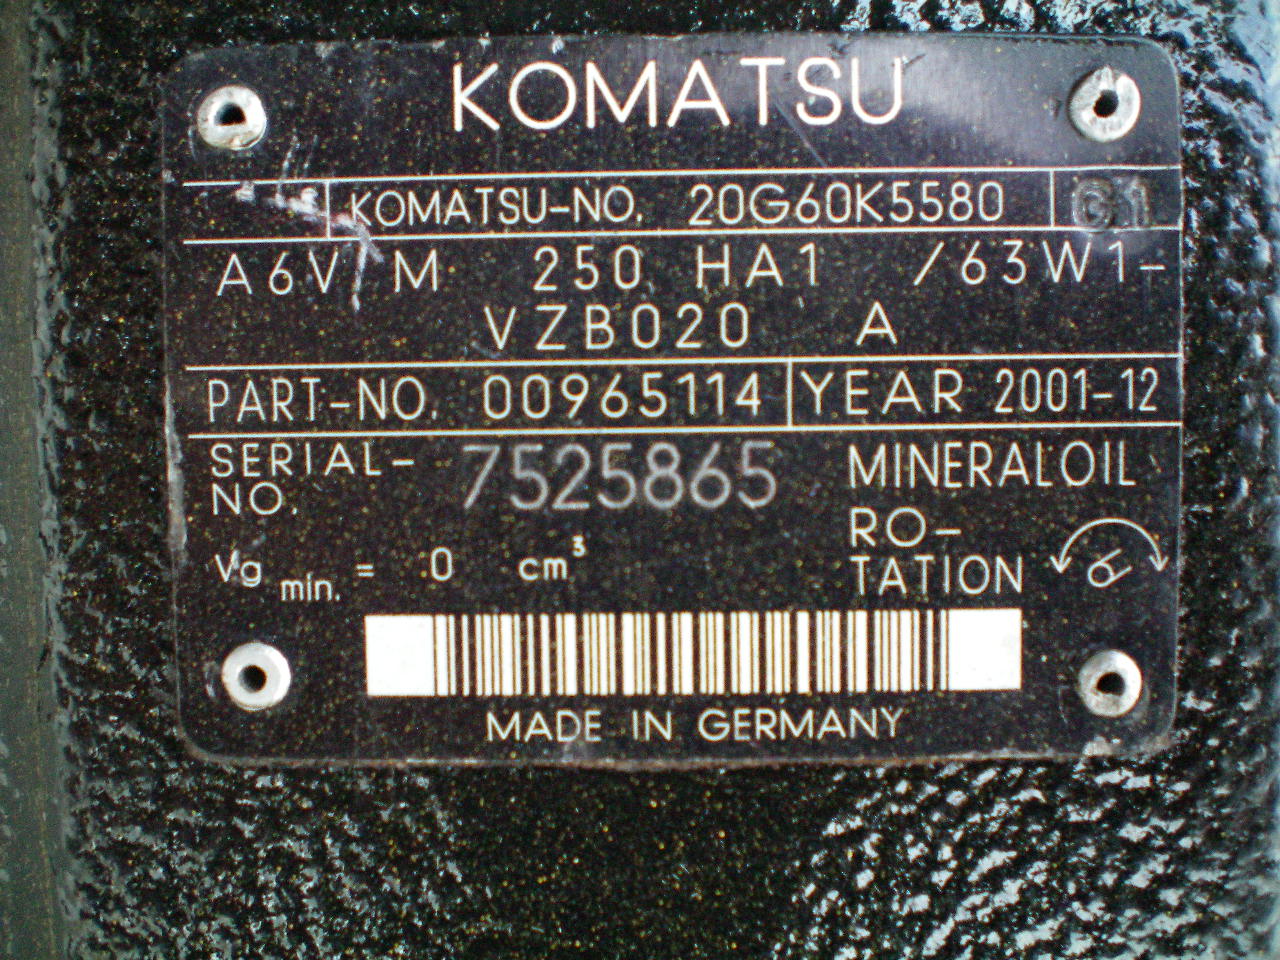 KOMATSU
KOMATSU-NO. 20G60K5580 G1
A6V M 250 HA1 /63W1-
VZB020 A
PART-NO. 00965114 YEAR 2001-12
SERIAL-NO. 7525865 MINERALOIL
Vg min. = 0 cm³ RO-
TATION
MADE IN GERMANY